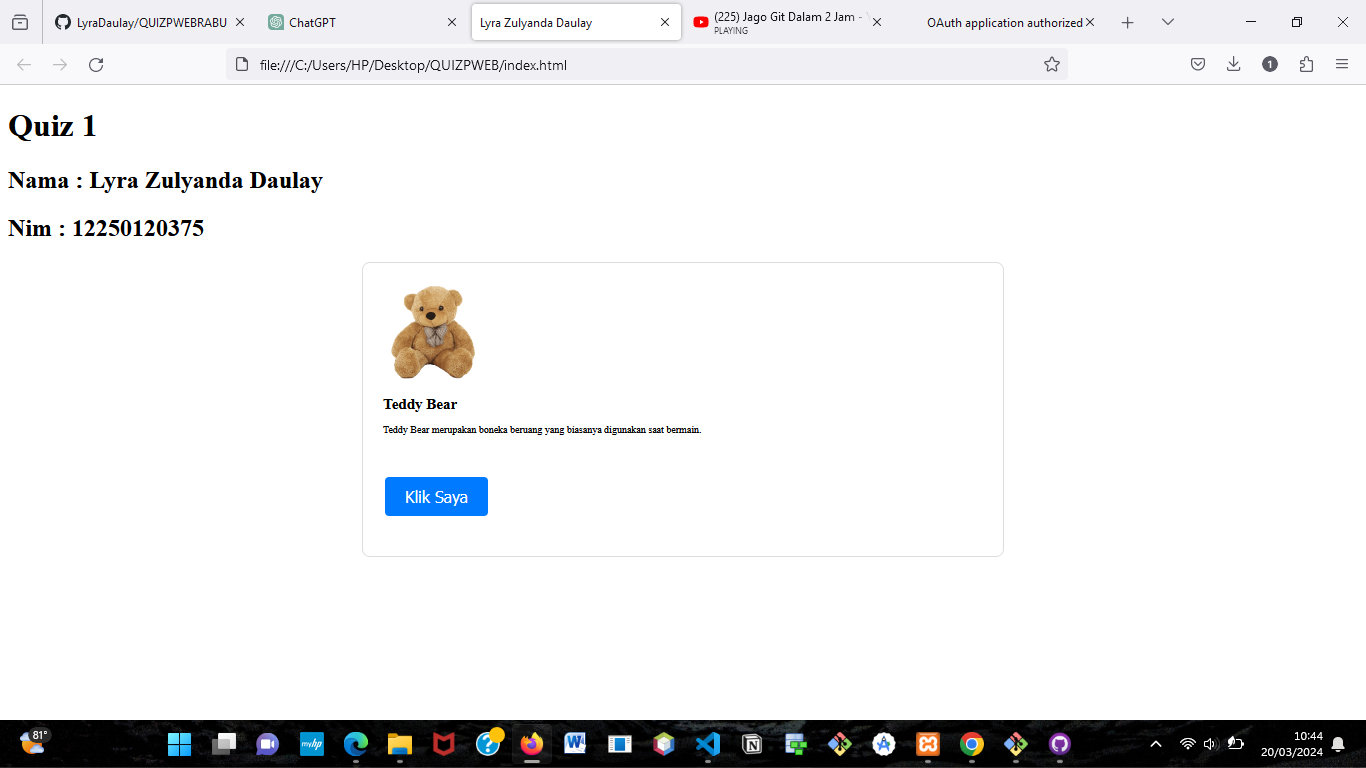 LyraDaulay/QUIZPWEBRABU
ChatGPT
Lyra Zulyanda Daulay
(225) Jago Git Dalam 2 Jam -
PLAYING
OAuth application authorized
file:///C:/Users/HP/Desktop/QUIZPWEB/index.html
1
Quiz 1
Nama : Lyra Zulyanda Daulay
Nim : 12250120375
Teddy Bear
Teddy Bear merupakan boneka beruang yang biasanya digunakan saat bermain.
Klik Saya
81°
myhp
10:44
20/03/2024